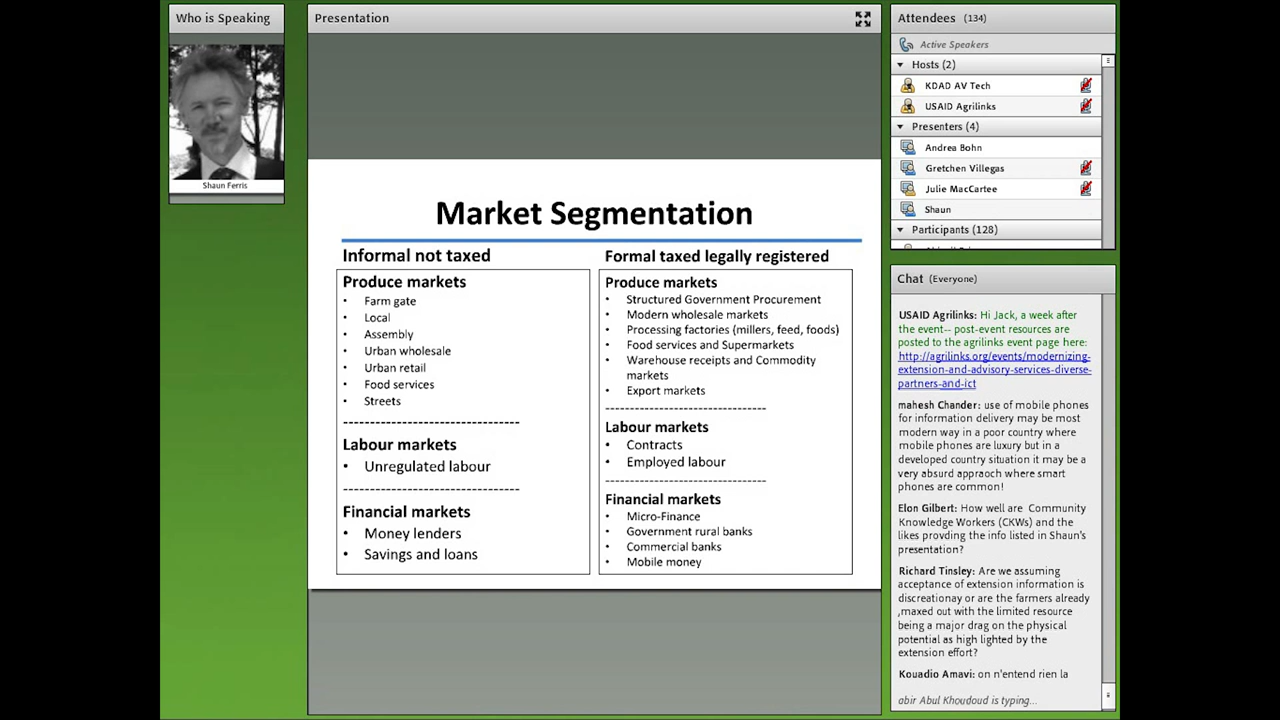 Who is Speaking
Shaun Ferris
Presentation
Market Segmentation
Informal not taxed
Produce markets
• Farm gate
• Local
• Assembly
• Urban wholesale
• Urban retail
• Food services
• Streets
--------------------------------
Labour markets
• Unregulated labour
--------------------------------
Financial markets
• Money lenders
• Savings and loans
Formal taxed legally registered
Produce markets
• Structured Government Procurement
• Modern wholesale markets
• Processing factories (millers, feed, foods)
• Food services and Supermarkets
• Warehouse receipts and Commodity
markets
• Export markets
--------------------------------
Labour markets
• Contracts
• Employed labour
--------------------------------
Financial markets
• Micro-Finance
• Government rural banks
• Commercial banks
• Mobile money
Attendees (134)
Active Speakers
Hosts (2)
KDAD AV Tech
USAID Agrilinks
Presenters (4)
Andrea Bohn
Gretchen Villegas
Julie MacCartee
Shaun
Participants (128)
Chat (Everyone)
USAID Agrilinks: Hi Jack, a week after
the event-- post-event resources are
posted to the agrilinks event page here:
http://agrilinks.org/events/modernizing-
extension-and-advisory-services-diverse-
partners-and-ict
mahesh Chander: use of mobile phones
for information delivery may be most
modern way in a poor country where
mobile phones are luxury but in a
developed country situation it may be a
very absurd appraoch where smart
phones are common!
Elon Gilbert: How well are Community
Knowledge Workers (CKWs) and the
likes provding the info listed in Shaun's
presentation?
Richard Tinsley: Are we assuming
acceptance of extension information is
discreationay or are the farmers already
,maxed out with the limited resource
being a major drag on the physical
potential as high lighted by the
extension effort?
Kouadio Amavi: on n'entend rien la
abir Abul Khoudoud is typing...